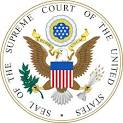 SEAL OF THE SUPREME COURT OF THE UNITED STATES